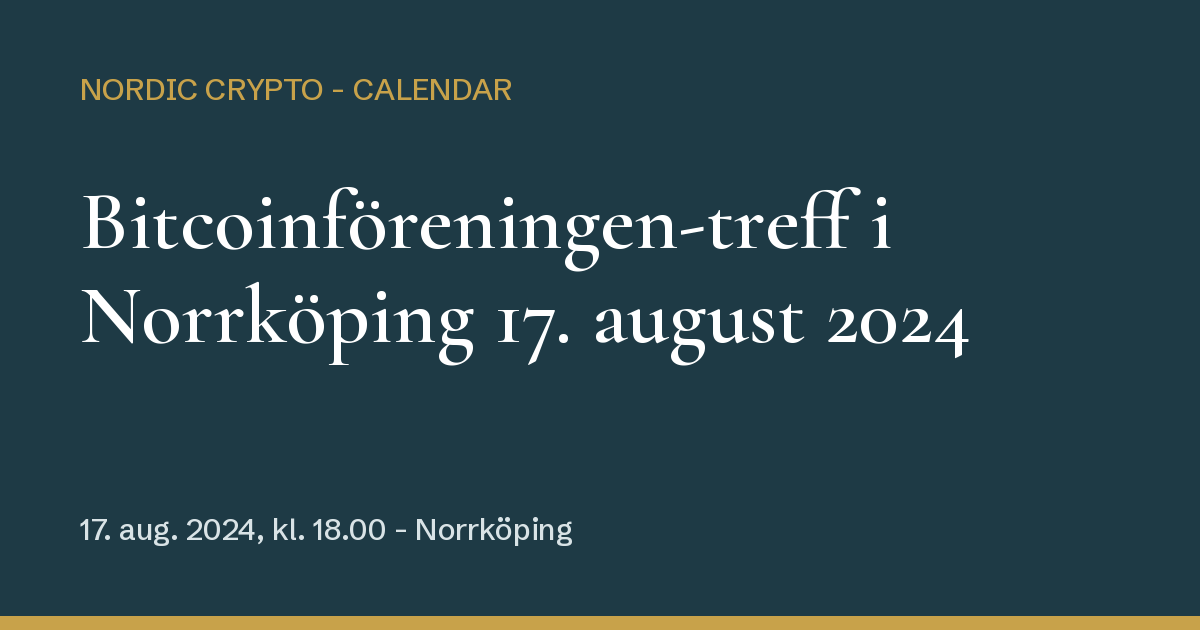 NORDIC CRYPTO - CALENDAR
Bitcoinföreningen-treff i
Norrköping 17. august 2024
17. aug. 2024, kl. 18.00 - Norrköping